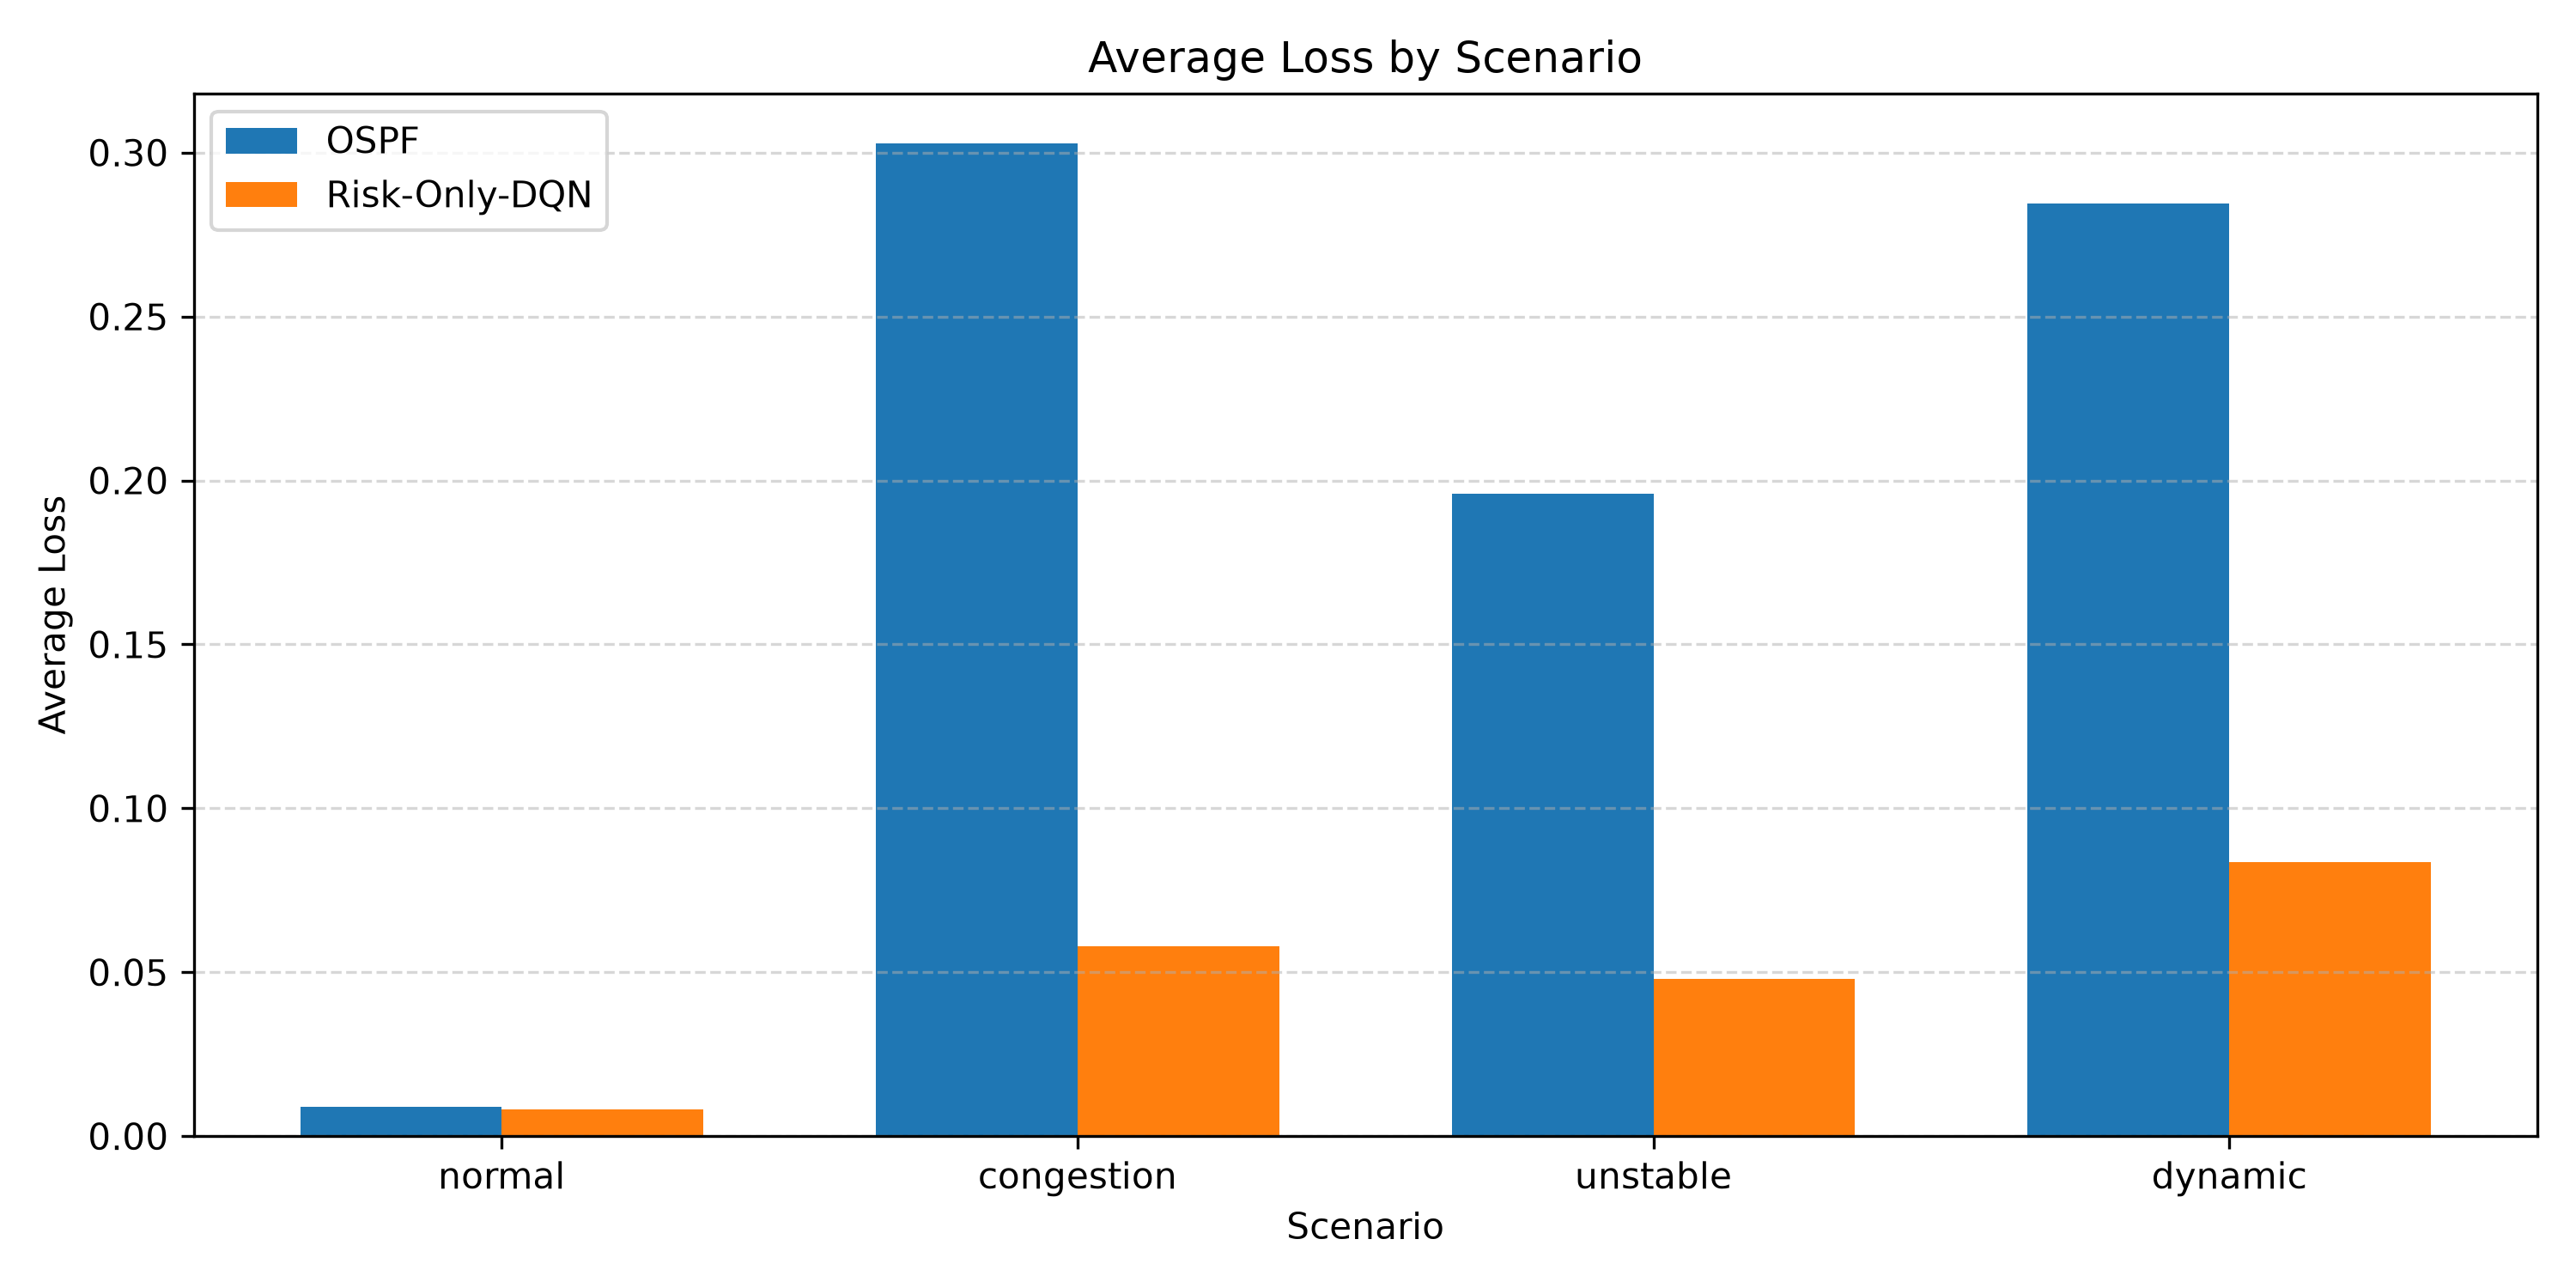 Average Loss by Scenario
OSPF
Risk-Only-DQN
Average Loss
0.30
0.25
0.20
0.15
0.10
0.05
0.00
normal congestion unstable dynamic
Scenario